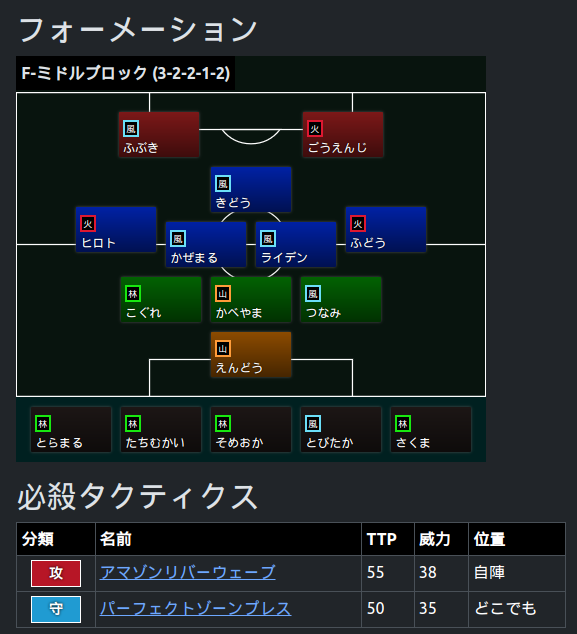 フォーメーション
F-ミドルブロック (3-2-2-1-2)
風 火
ふぶき ごうえんじ
風
きどう
火 風 風 火
ヒロト かぜまる ライデン ふどう
林 山 風
こぐれ かべやま つなみ
山
えんどう
林 林 林 風 林
とらまる たちむかい そめおか とびたか さくま
必殺タクティクス
分類 名前 TTP 威力 位置
攻 アマゾンリバーウェーブ 55 38 自陣
守 パーフェクトゾーンプレス 50 35 どこでも